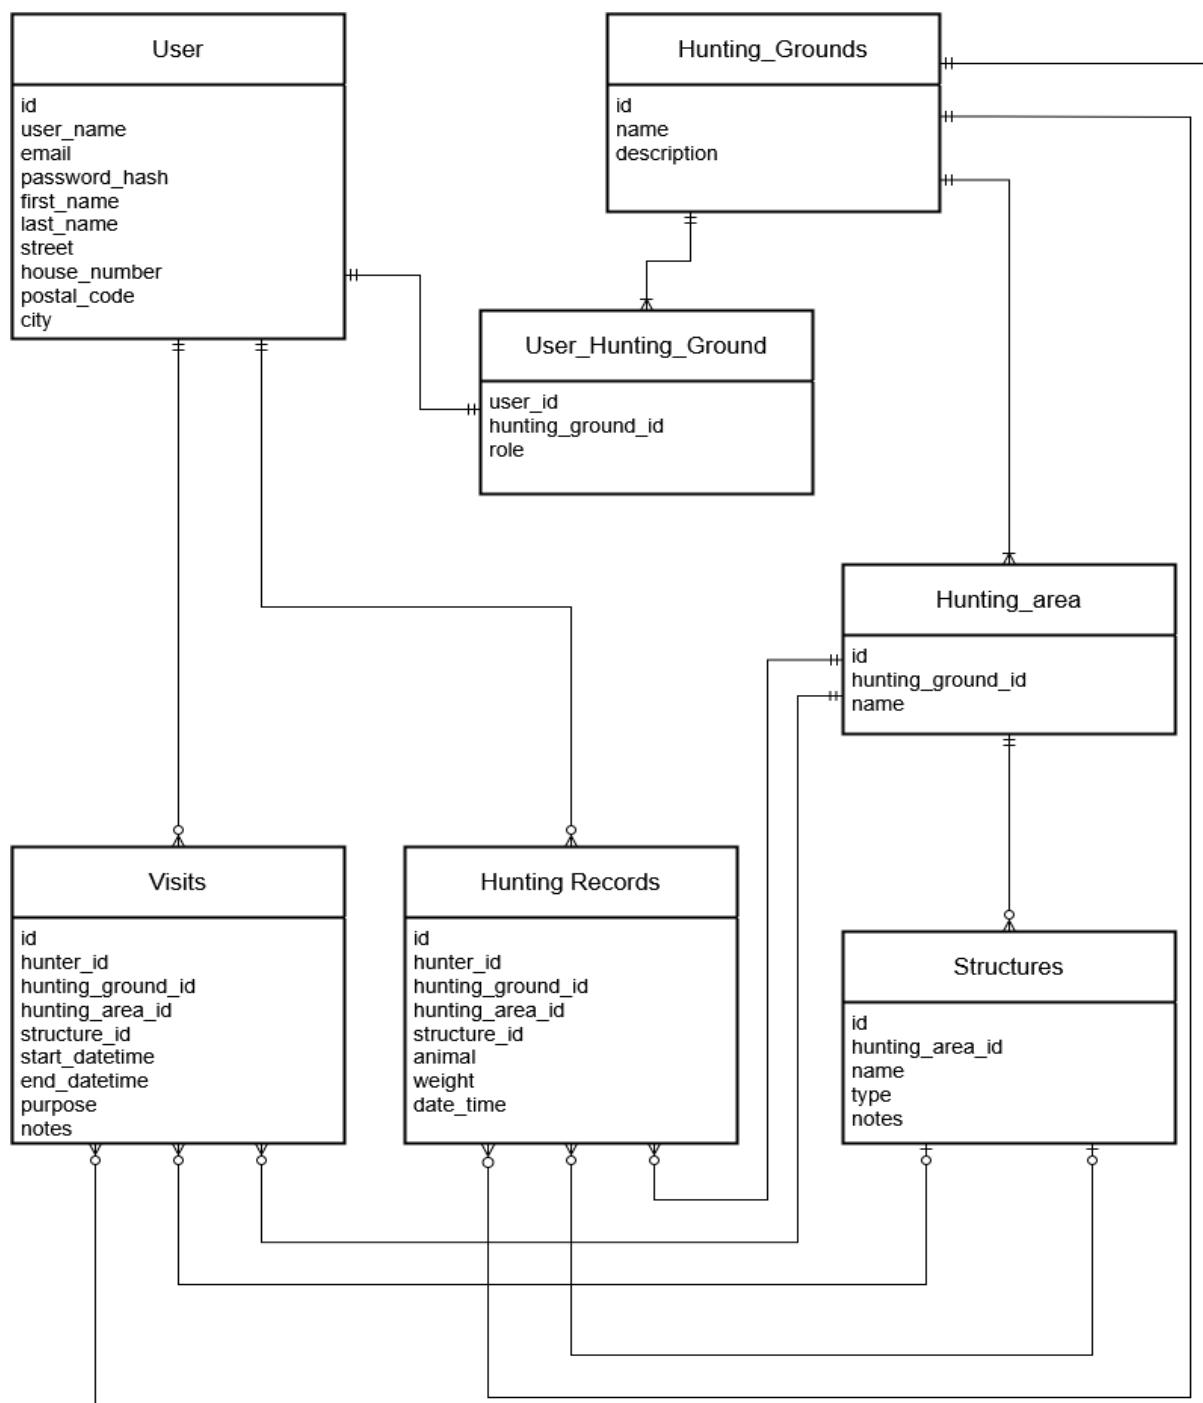 User
id
user_name
email
password_hash
first_name
last_name
street
house_number
postal_code
city
Hunting_Grounds
id
name
description
User_Hunting_Ground
user_id
hunting_ground_id
role
Hunting_area
id
hunting_ground_id
name
Visits
id
hunter_id
hunting_ground_id
hunting_area_id
structure_id
start_datetime
end_datetime
purpose
notes
Hunting Records
id
hunter_id
hunting_ground_id
hunting_area_id
structure_id
animal
weight
date_time
Structures
id
hunting_area_id
name
type
notes